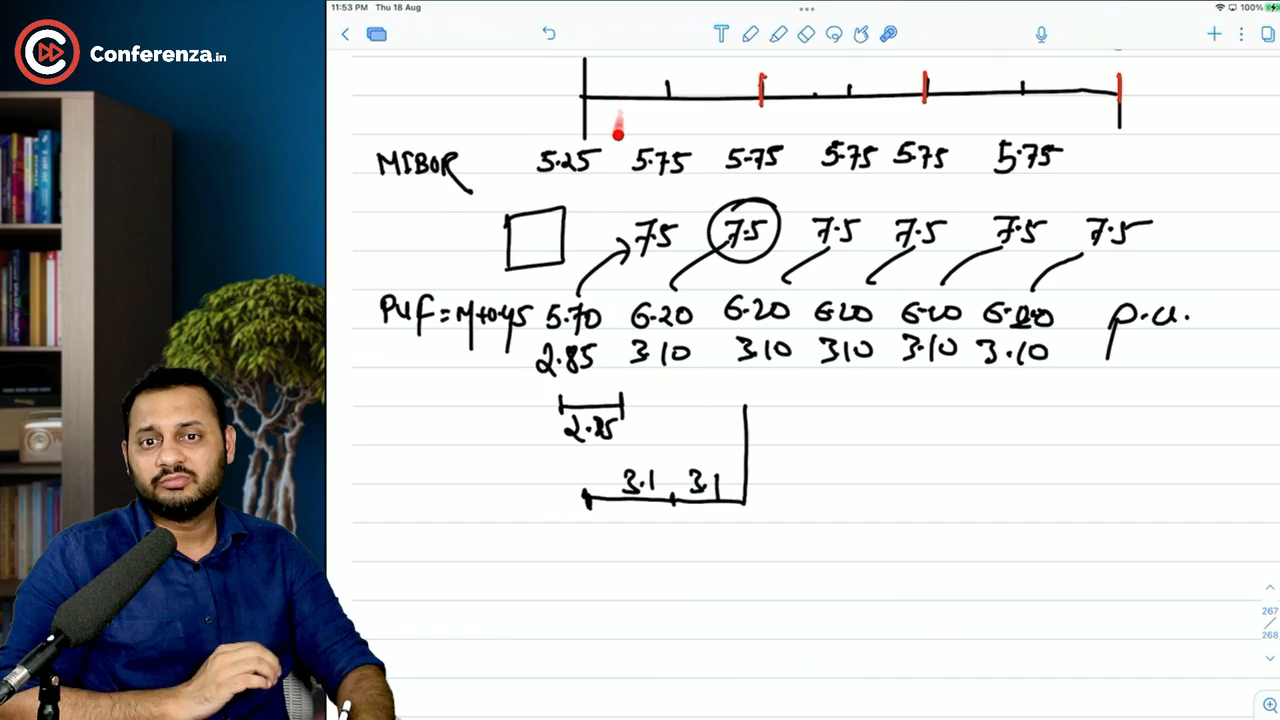 11:53 PM Thu 18 Aug
100%
Conferenza.in
MIBOR 5.25 5.75 5.75 5.75 5.75 5.75
7.5 7.5 7.5 7.5 7.5 7.5
= M+0.45 5.70 6.20 6.20 6.20 6.20 6.20 p.a.
2.85 3.10 3.10 3.10 3.10 3.10
2.85
3.1 3.1
267
268